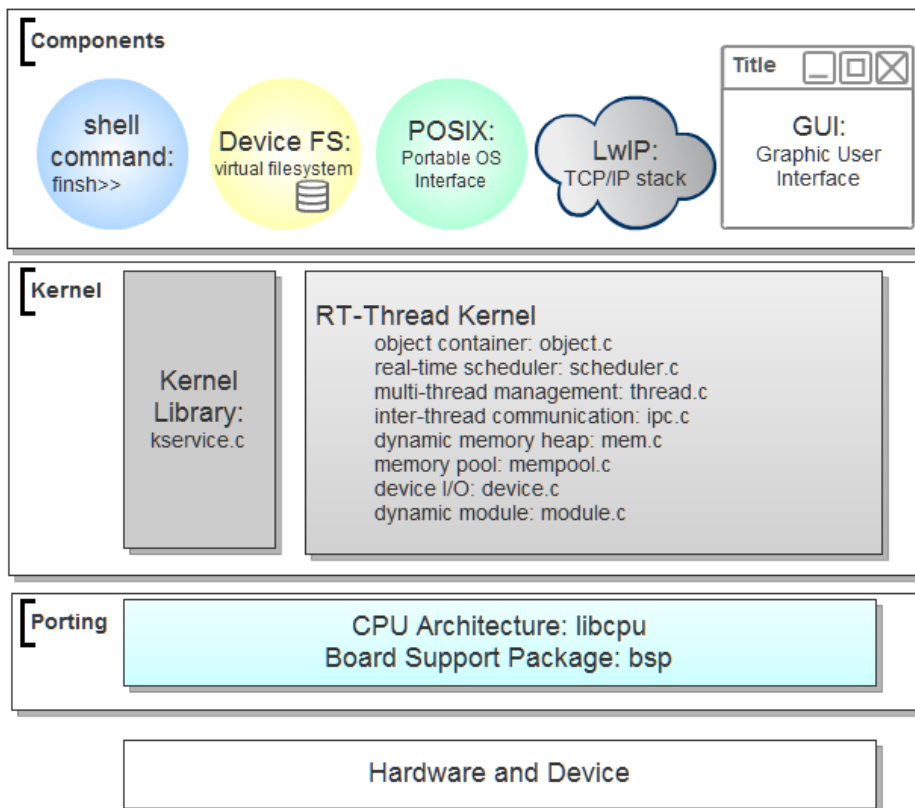 Components
shell
command:
finsh>>
Device FS:
virtual filesystem
POSIX:
Portable OS
Interface
LwIP:
TCP/IP stack
Title
GUI:
Graphic User
Interface
Kernel
Kernel
Library:
kservice.c
RT-Thread Kernel
object container: object.c
real-time scheduler: scheduler.c
multi-thread management: thread.c
inter-thread communication: ipc.c
dynamic memory heap: mem.c
memory pool: mempool.c
device I/O: device.c
dynamic module: module.c
Porting
CPU Architecture: libcpu
Board Support Package: bsp
Hardware and Device